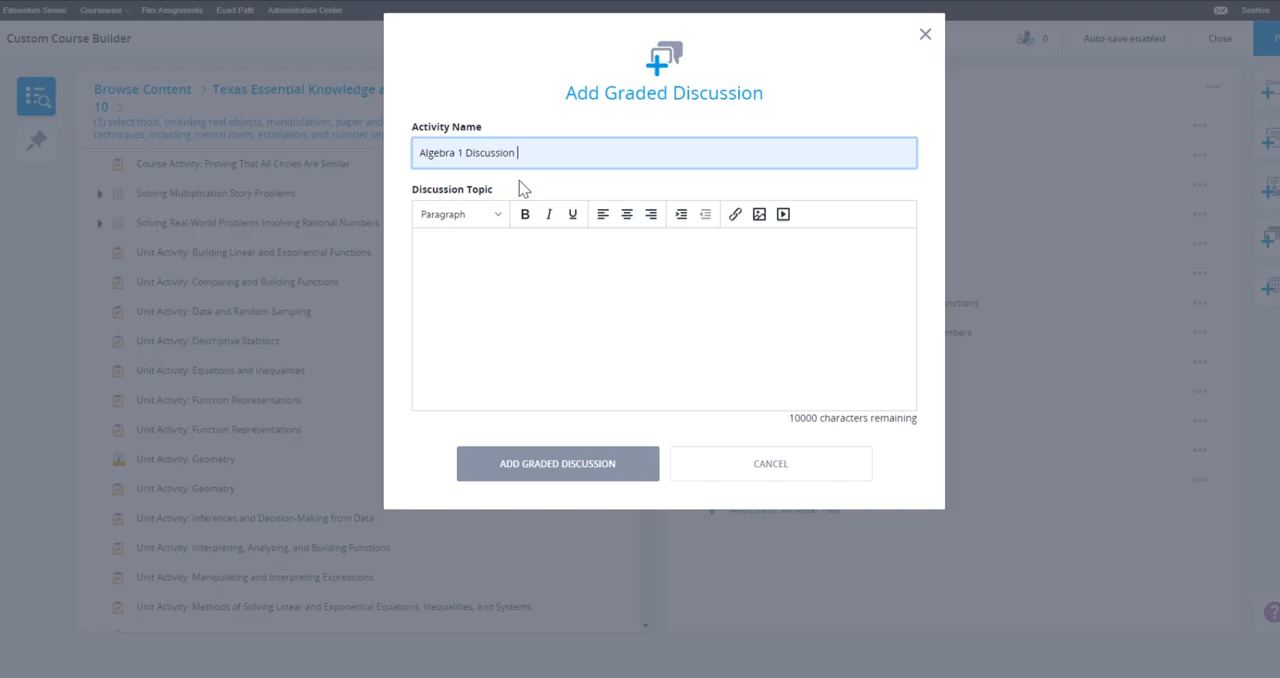 Edmentum Sensei Courseware Flex Assignments Exact Path Administration Center Seehive
Custom Course Builder 0 Auto-save enabled Close
Browse Content > Texas Essential Knowledge a
10 >
(3) select tools, including real objects, manipulatives, paper and
techniques, including mental math, estimation, and number se
Course Activity: Proving That All Circles Are Similar
Solving Multiplication Story Problems
Solving Real-World Problems Involving Rational Numbers
Unit Activity: Building Linear and Exponential Functions
Unit Activity: Comparing and Building Functions
Unit Activity: Data and Random Sampling
Unit Activity: Descriptive Statistics
Unit Activity: Equations and Inequalities
Unit Activity: Function Representations
Unit Activity: Function Representations
Unit Activity: Geometry
Unit Activity: Geometry
Unit Activity: Inferences and Decision-Making from Data
Unit Activity: Interpreting, Analyzing, and Building Functions
Unit Activity: Manipulating and Interpreting Expressions
Unit Activity: Methods of Solving Linear and Exponential Equations, Inequalities, and Systems
Add Graded Discussion
Activity Name
Algebra 1 Discussion
Discussion Topic
Paragraph B I U
10000 characters remaining
ADD GRADED DISCUSSION CANCEL
nctions
mbers